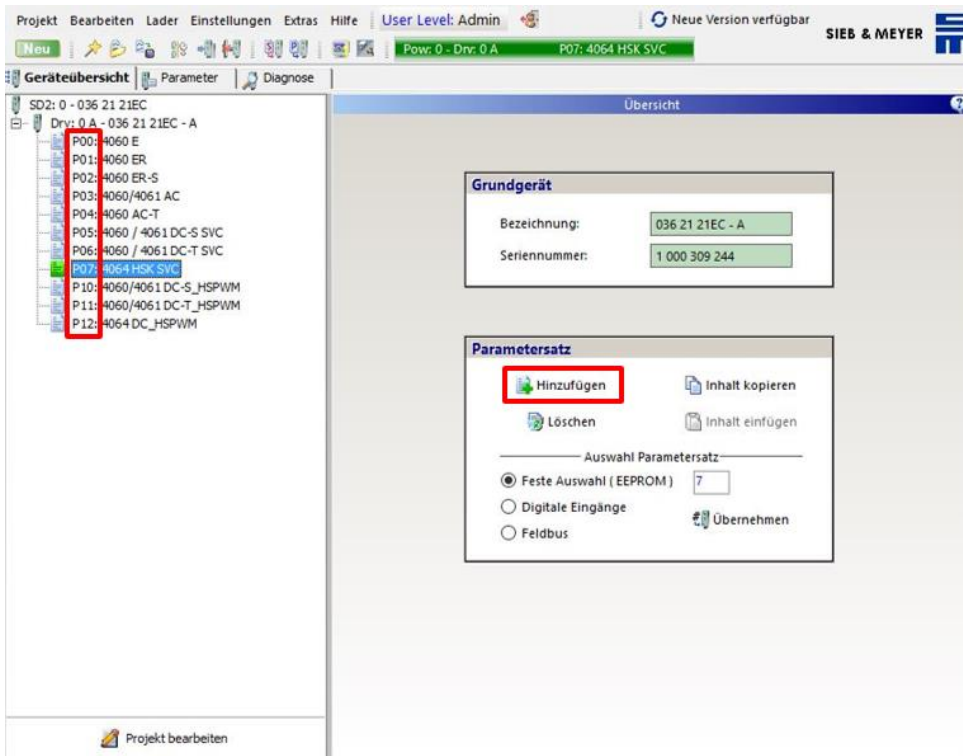 Projekt Bearbeiten Lader Einstellungen Extras Hilfe User Level: Admin Neue Version verfügbar
SIEB & MEYER
Neu Pow: 0 - Drv: 0 A P07: 4064 HSK SVC
Geräteübersicht Parameter Diagnose
SD2: 0 - 036 21 21EC
Drv: 0 A - 036 21 21EC - A
P00: 4060 E
P01: 4060 ER
P02: 4060 ER-S
P03: 4060/4061 AC
P04: 4060 AC-T
P05: 4060 / 4061 DC-S SVC
P06: 4060 / 4061 DC-T SVC
P07: 4064 HSK SVC
P10: 4060/4061 DC-S_HSPWM
P11: 4060/4061 DC-T_HSPWM
P12: 4064 DC_HSPWM
Projekt bearbeiten
Übersicht ?
Grundgerät
Bezeichnung: 036 21 21EC - A
Seriennummer: 1 000 309 244
Parametersatz
Hinzufügen Inhalt kopieren
Löschen Inhalt einfügen
Auswahl Parametersatz
Feste Auswahl ( EEPROM ) 7
Digitale Eingänge
Übernehmen
Feldbus